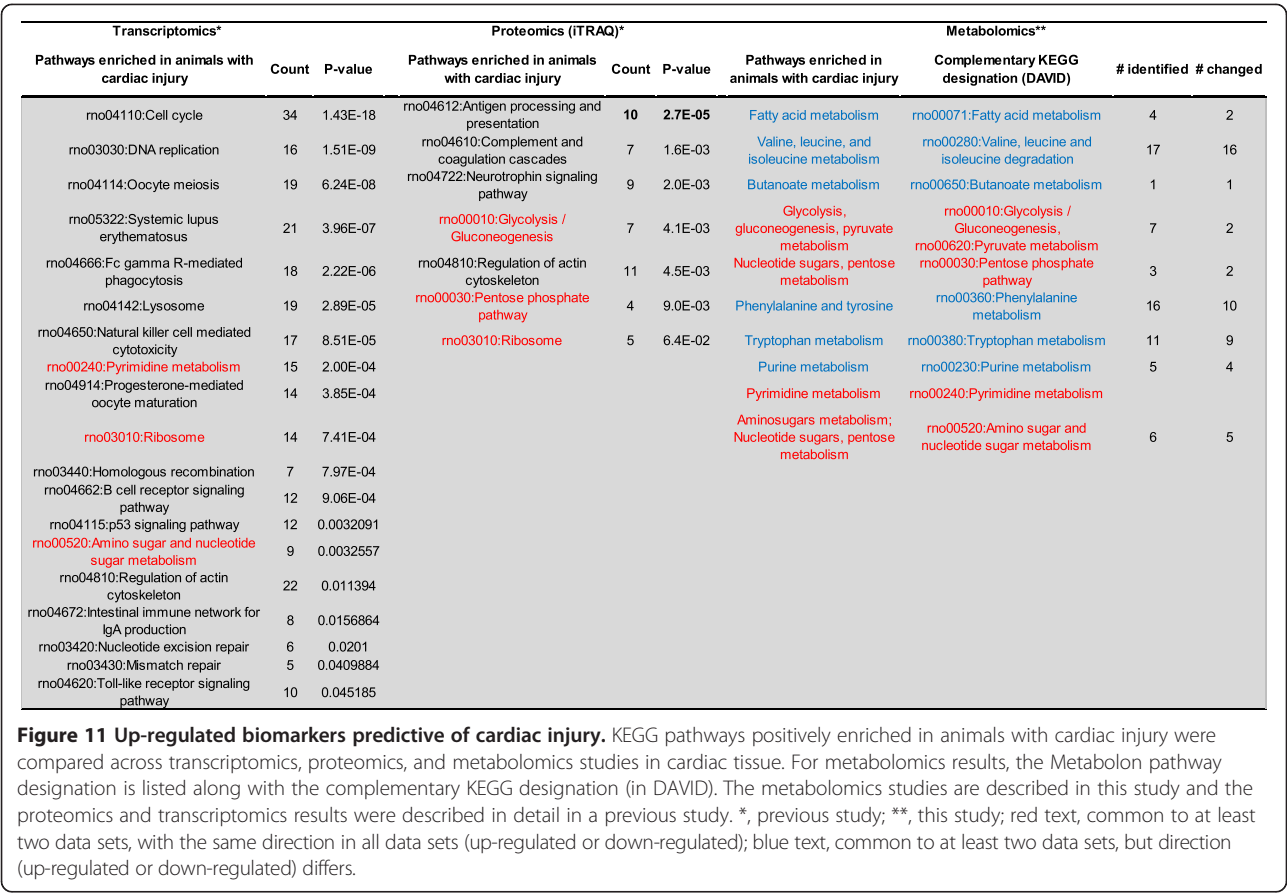 Transcriptomics* Proteomics (iTRAQ)* Metabolomics**
Pathways enriched in animals with cardiac injury Count P-value Pathways enriched in animals with cardiac injury Count P-value Pathways enriched in animals with cardiac injury Complementary KEGG designation (DAVID) # identified # changed
rno04110:Cell cycle 34 1.43E-18 rno04612:Antigen processing and presentation 10 2.7E-05 Fatty acid metabolism rno00071:Fatty acid metabolism 4 2
rno03030:DNA replication 16 1.51E-09 rno04610:Complement and coagulation cascades 7 1.6E-03 Valine, leucine, and isoleucine metabolism rno00280:Valine, leucine and isoleucine degradation 17 16
rno04114:Oocyte meiosis 19 6.24E-08 rno04722:Neurotrophin signaling pathway 9 2.0E-03 Butanoate metabolism rno00650:Butanoate metabolism 1 1
rno05322:Systemic lupus erythematosus 21 3.96E-07 rno00010:Glycolysis / Gluconeogenesis 7 4.1E-03 Glycolysis, gluconeogenesis, pyruvate metabolism rno00010:Glycolysis / Gluconeogenesis, rno00620:Pyruvate metabolism 7 2
rno04666:Fc gamma R-mediated phagocytosis 18 2.22E-06 rno04810:Regulation of actin cytoskeleton 11 4.5E-03 Nucleotide sugars, pentose metabolism rno00030:Pentose phosphate pathway 3 2
rno04142:Lysosome 19 2.89E-05 rno00030:Pentose phosphate pathway 4 9.0E-03 Phenylalanine and tyrosine rno00360:Phenylalanine metabolism 16 10
rno04650:Natural killer cell mediated cytotoxicity 17 8.51E-05 rno03010:Ribosome 5 6.4E-02 Tryptophan metabolism rno00380:Tryptophan metabolism 11 9
rno00240:Pyrimidine metabolism 15 2.00E-04 Purine metabolism rno00230:Purine metabolism 5 4
rno04914:Progesterone-mediated oocyte maturation 14 3.85E-04 Pyrimidine metabolism rno00240:Pyrimidine metabolism
rno03010:Ribosome 14 7.41E-04 Aminosugars metabolism; Nucleotide sugars, pentose metabolism rno00520:Amino sugar and nucleotide sugar metabolism 6 5
rno03440:Homologous recombination 7 7.97E-04
rno04662:B cell receptor signaling pathway 12 9.06E-04
rno04115:p53 signaling pathway 12 0.0032091
rno00520:Amino sugar and nucleotide sugar metabolism 9 0.0032557
rno04810:Regulation of actin cytoskeleton 22 0.011394
rno04672:Intestinal immune network for IgA production 8 0.0156864
rno03420:Nucleotide excision repair 6 0.0201
rno03430:Mismatch repair 5 0.0409884
rno04620:Toll-like receptor signaling pathway 10 0.045185
Figure 11 Up-regulated biomarkers predictive of cardiac injury. KEGG pathways positively enriched in animals with cardiac injury were
compared across transcriptomics, proteomics, and metabolomics studies in cardiac tissue. For metabolomics results, the Metabolon pathway
designation is listed along with the complementary KEGG designation (in DAVID). The metabolomics studies are described in this study and the
proteomics and transcriptomics results were described in detail in a previous study. *, previous study; **, this study; red text, common to at least
two data sets, with the same direction in all data sets (up-regulated or down-regulated); blue text, common to at least two data sets, but direction
(up-regulated or down-regulated) differs.